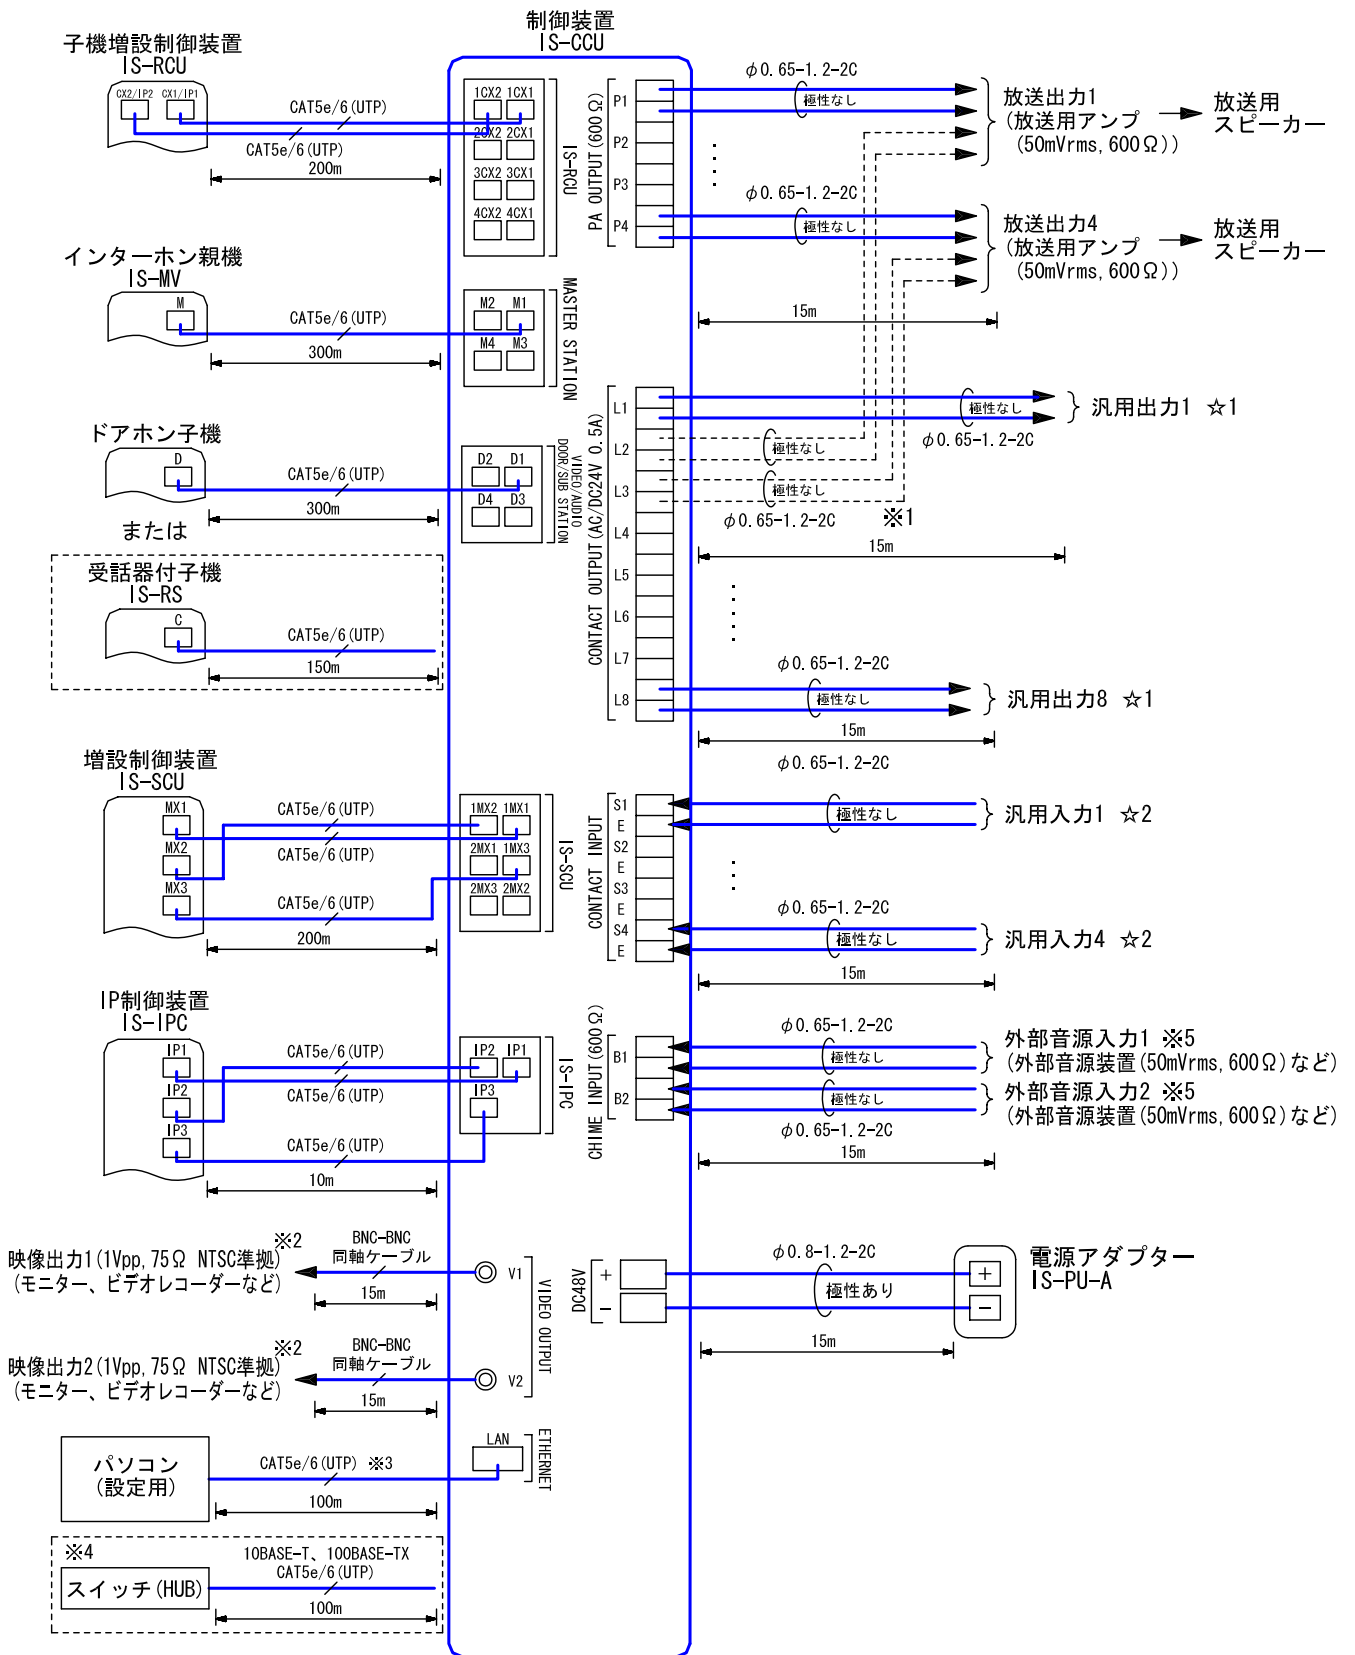 制御装置
IS-CCU
子機増設制御装置
IS-RCU
CX2/IP2 CX1/IP1
CAT5e/6(UTP)
CAT5e/6(UTP)
200m
1CX2 1CX1
2CX2 2CX1
3CX2 3CX1
4CX2 4CX1
IS-RCU
インターホン親機
IS-MV
M
CAT5e/6(UTP)
300m
M2 M1
M4 M3
MASTER STATION
ドアホン子機
D
CAT5e/6(UTP)
300m
D2 D1
D4 D3
VIDEO/AUDIO
DOOR/SUB STATION
または
受話器付子機
IS-RS
C
CAT5e/6(UTP)
150m
増設制御装置
IS-SCU
MX1
MX2
MX3
CAT5e/6(UTP)
CAT5e/6(UTP)
CAT5e/6(UTP)
200m
1MX2 1MX1
2MX1 1MX3
2MX3 2MX2
IS-SCU
IP制御装置
IS-IPC
IP1
IP2
IP3
CAT5e/6(UTP)
CAT5e/6(UTP)
CAT5e/6(UTP)
10m
IP2 IP1
IP3
IS-IPC
映像出力1(1Vpp,75Ω NTSC準拠)※2
(モニター、ビデオレコーダーなど)
BNC-BNC
同軸ケーブル
15m
V1
映像出力2(1Vpp,75Ω NTSC準拠)※2
(モニター、ビデオレコーダーなど)
BNC-BNC
同軸ケーブル
15m
V2
VIDEO OUTPUT
パソコン
(設定用)
CAT5e/6(UTP) ※3
100m
LAN
ETHERNET
※4
スイッチ(HUB)
10BASE-T、100BASE-TX
CAT5e/6(UTP)
100m
PA OUTPUT(600Ω)
P1
P2
P3
P4
φ0.65-1.2-2C
極性なし
放送出力1
(放送用アンプ
(50mVrms,600Ω))
放送用
スピーカー
φ0.65-1.2-2C
極性なし
放送出力4
(放送用アンプ
(50mVrms,600Ω))
放送用
スピーカー
15m
CONTACT OUTPUT(AC/DC24V 0.5A)
L1
L2
L3
L4
L5
L6
L7
L8
極性なし
汎用出力1 ☆1
φ0.65-1.2-2C
極性なし
極性なし
φ0.65-1.2-2C ※1
15m
φ0.65-1.2-2C
極性なし
汎用出力8 ☆1
15m
φ0.65-1.2-2C
CONTACT INPUT
S1
E
S2
E
S3
E
S4
E
極性なし
汎用入力1 ☆2
φ0.65-1.2-2C
極性なし
汎用入力4 ☆2
15m
CHIME INPUT(600Ω)
B1
B2
φ0.65-1.2-2C
極性なし
外部音源入力1 ※5
(外部音源装置(50mVrms,600Ω)など)
極性なし
外部音源入力2 ※5
(外部音源装置(50mVrms,600Ω)など)
φ0.65-1.2-2C
15m
DC48V
+
-
φ0.8-1.2-2C
極性あり
15m
+
-
電源アダプター
IS-PU-A